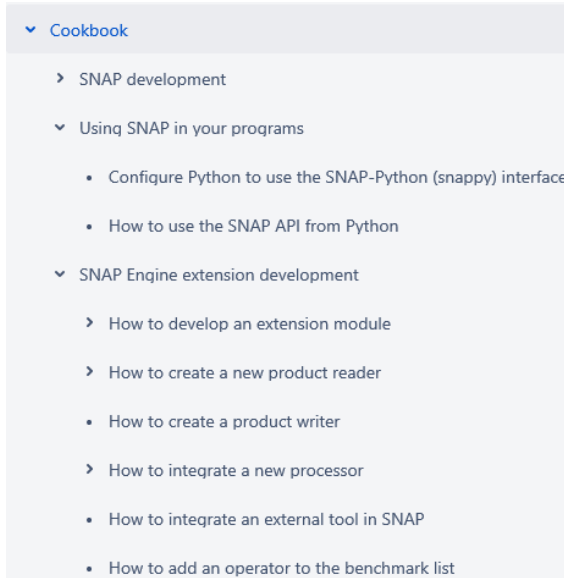 Cookbook
SNAP development
Using SNAP in your programs
Configure Python to use the SNAP-Python (snappy) interface
How to use the SNAP API from Python
SNAP Engine extension development
How to develop an extension module
How to create a new product reader
How to create a product writer
How to integrate a new processor
How to integrate an external tool in SNAP
How to add an operator to the benchmark list